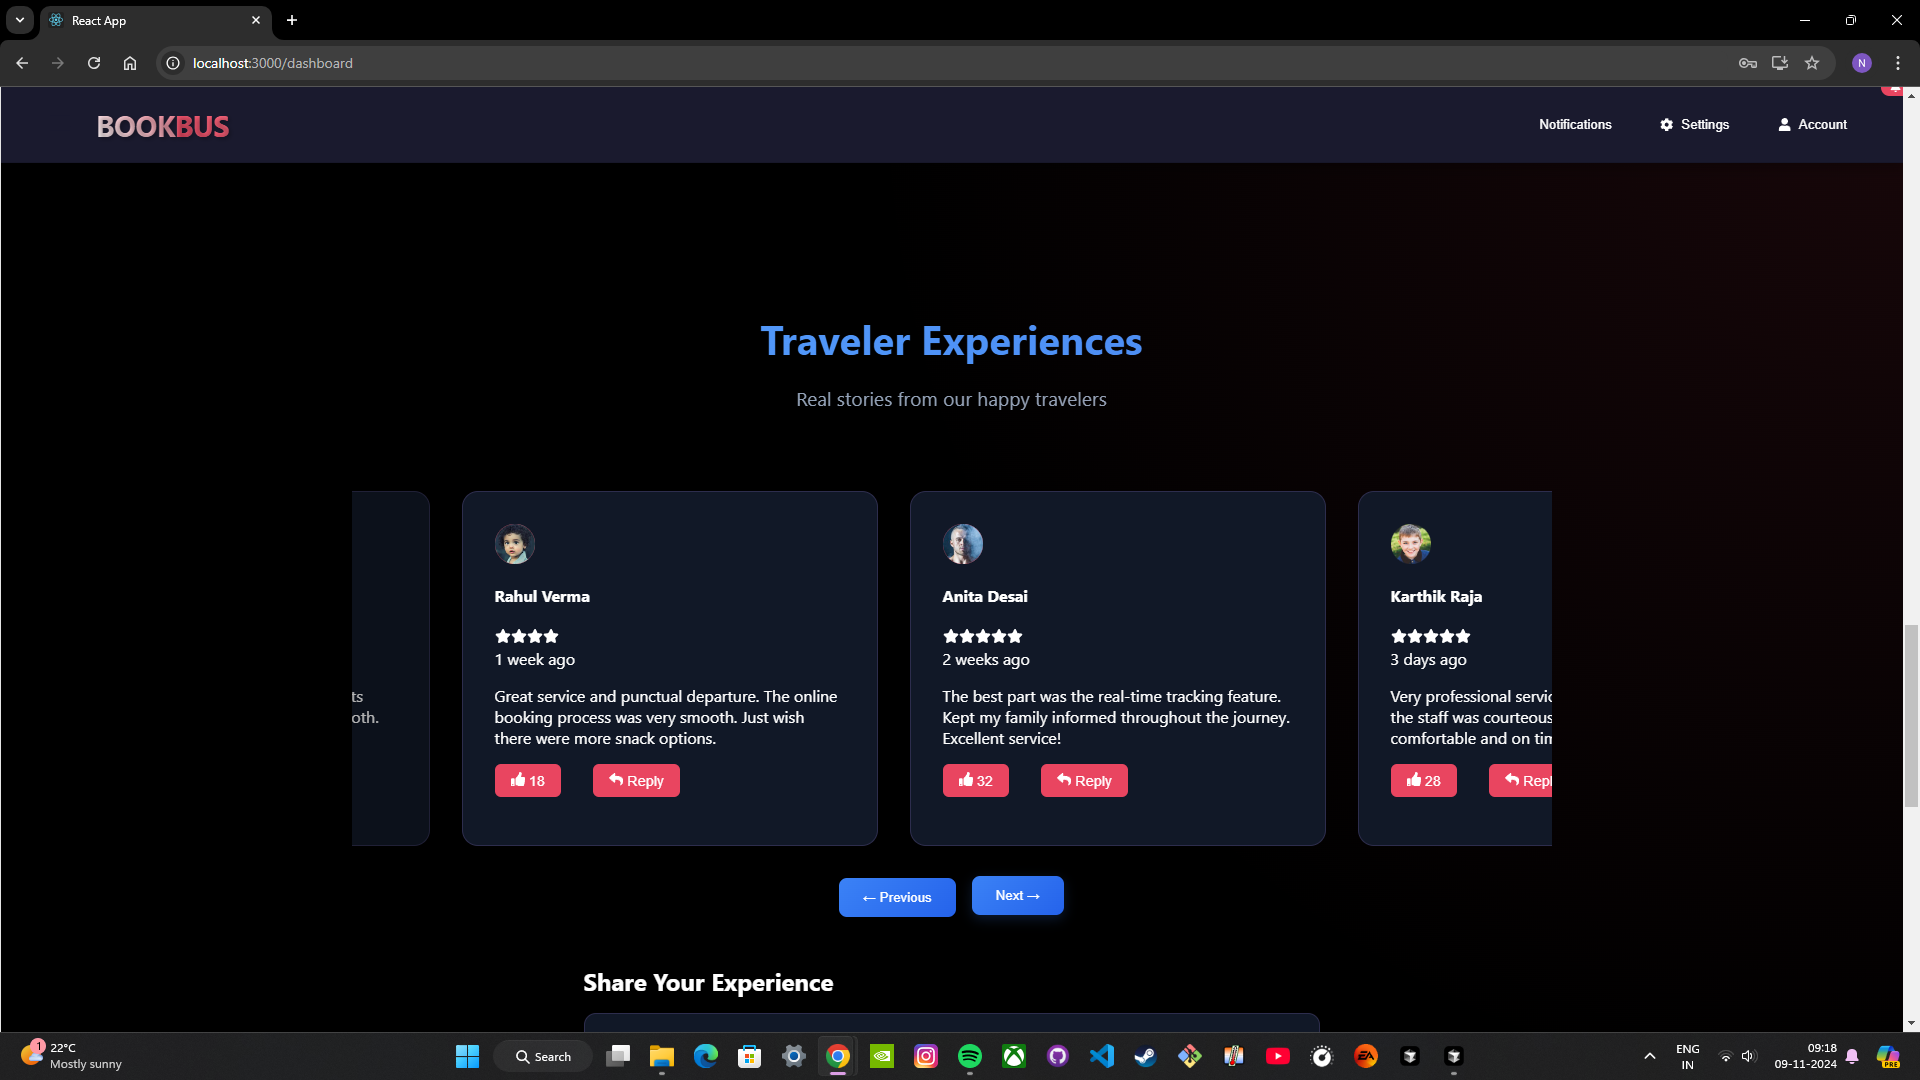 React App
localhost:3000/dashboard
N
BOOKBUS
Notifications
Settings
Account
Traveler Experiences
Real stories from our happy travelers
ts
oth.
Rahul Verma
1 week ago
Great service and punctual departure. The online
booking process was very smooth. Just wish
there were more snack options.
18
Reply
Anita Desai
2 weeks ago
The best part was the real-time tracking feature.
Kept my family informed throughout the journey.
Excellent service!
32
Reply
Karthik Raja
3 days ago
Very professional servic
the staff was courteous
comfortable and on tim
28
Repl
← Previous
Next →
Share Your Experience
1
22°C
Mostly sunny
Search
EA
ENG
IN
09:18
09-11-2024
PRE